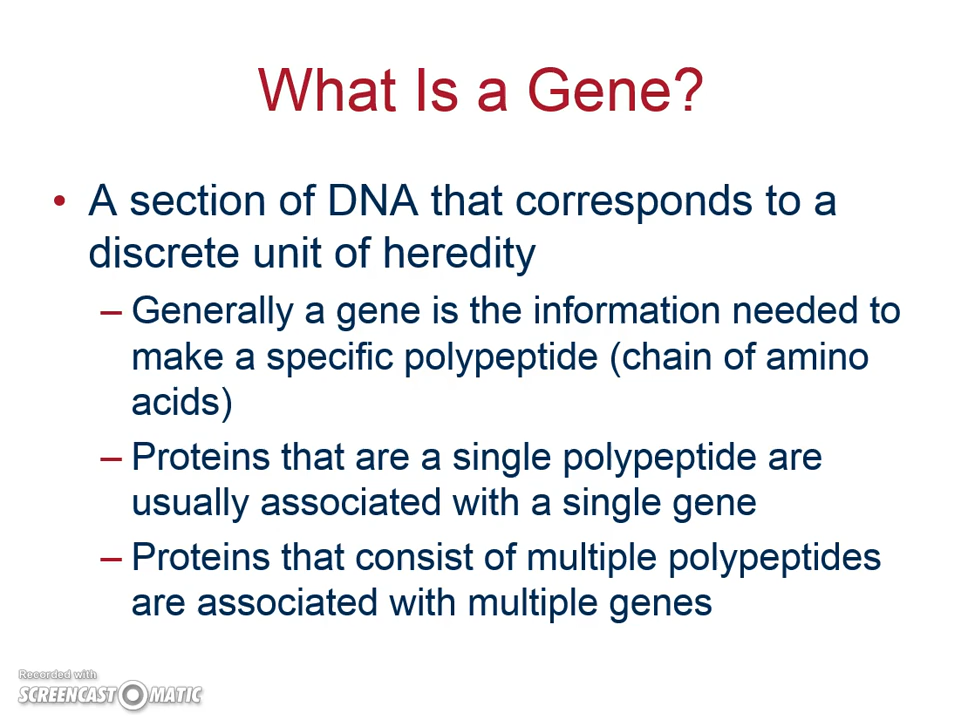 What Is a Gene?
• A section of DNA that corresponds to a
discrete unit of heredity
– Generally a gene is the information needed to
make a specific polypeptide (chain of amino
acids)
– Proteins that are a single polypeptide are
usually associated with a single gene
– Proteins that consist of multiple polypeptides
are associated with multiple genes
Recorded with
SCREENCAST-O-MATIC